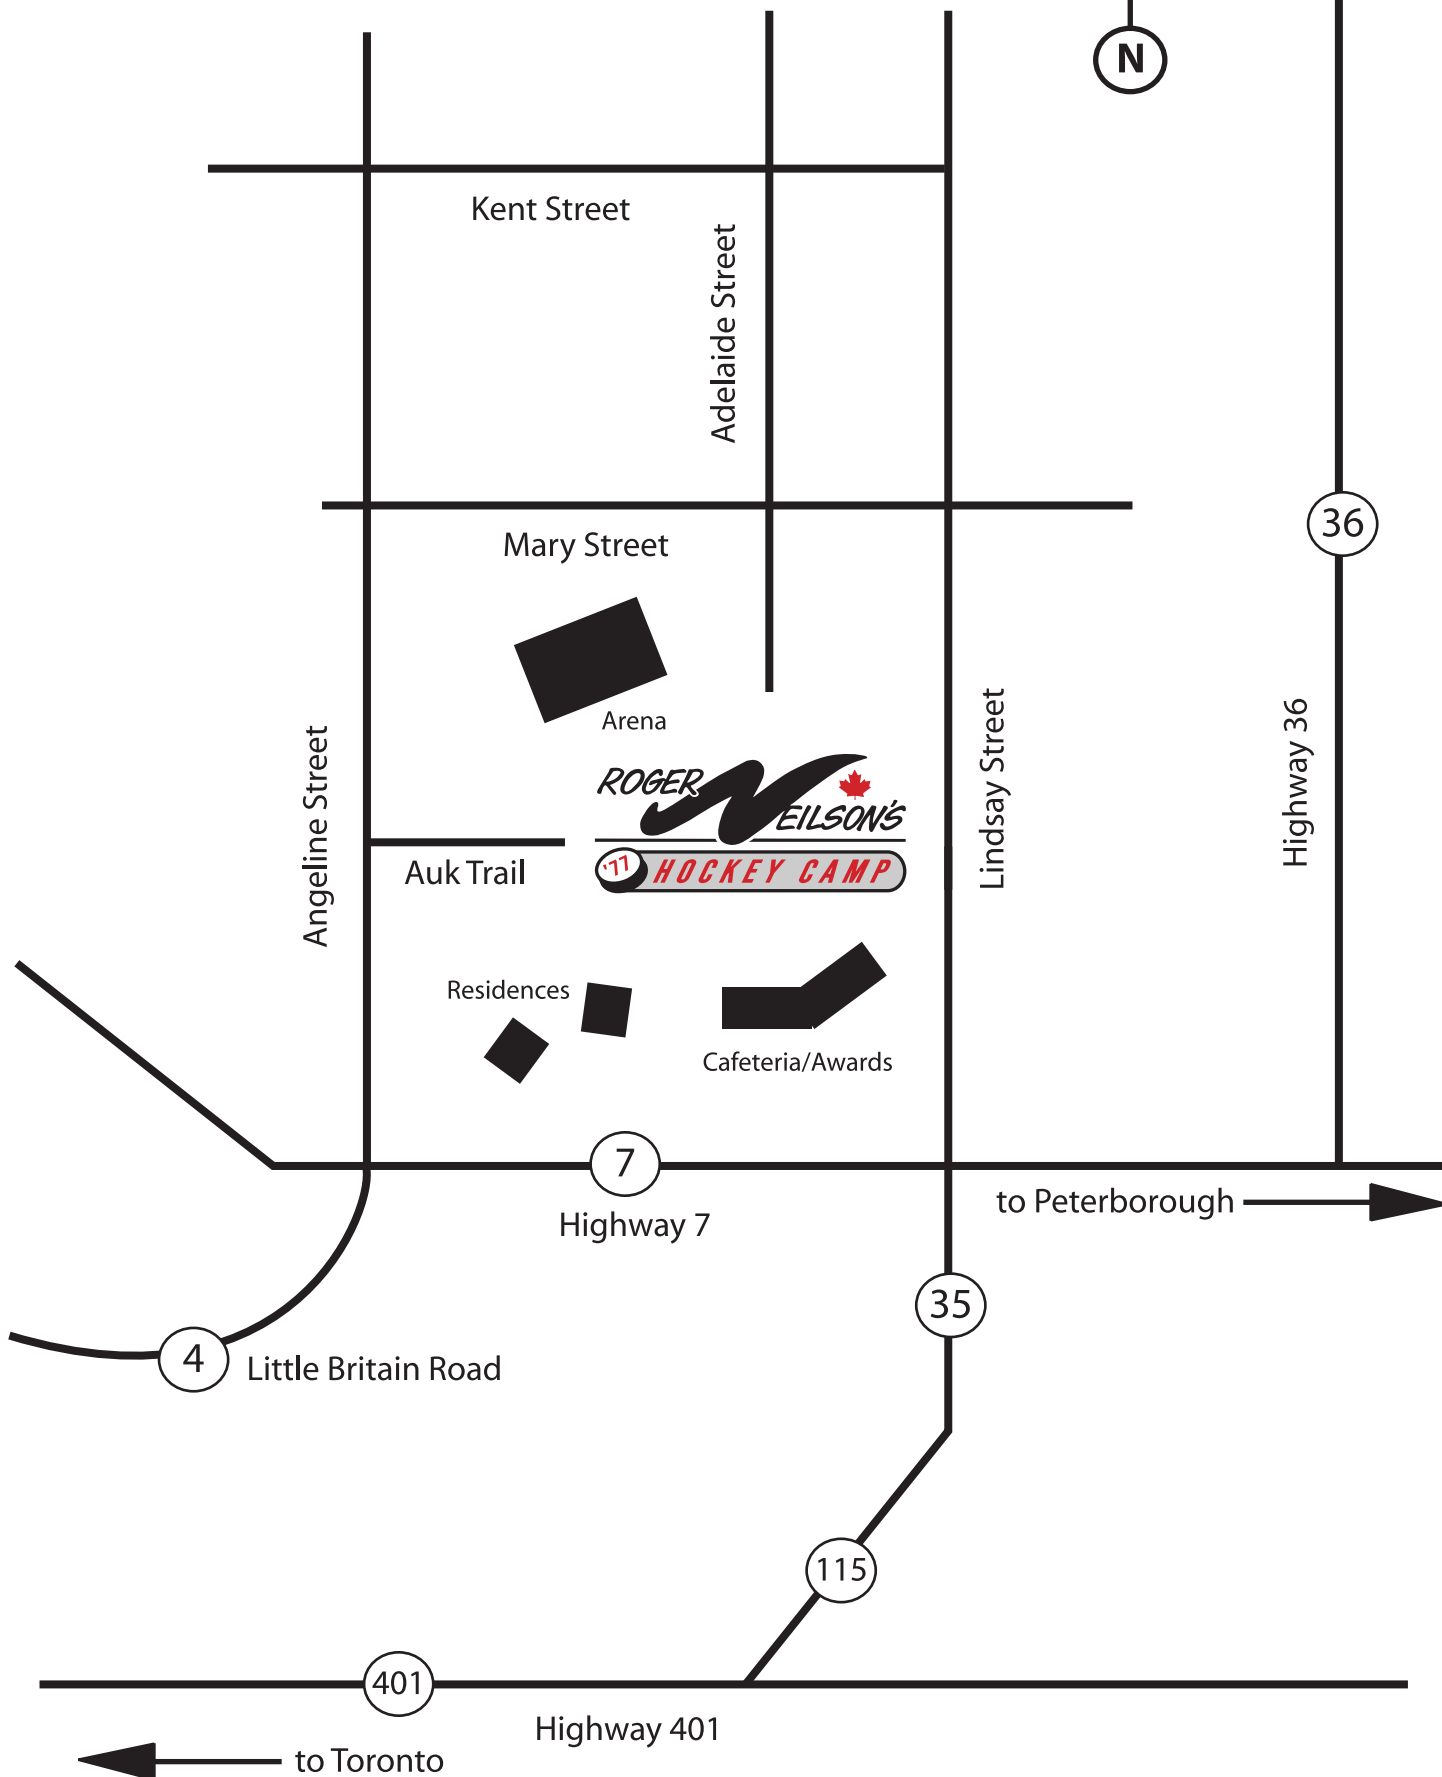 N
Kent Street
Adelaide Street
36
Mary Street
Arena
Lindsay Street
Highway 36
Angeline Street
ROGER NEILSON'S
'77 HOCKEY CAMP
Auk Trail
Residences
Cafeteria/Awards
7
Highway 7
to Peterborough
35
4
Little Britain Road
115
401
Highway 401
to Toronto